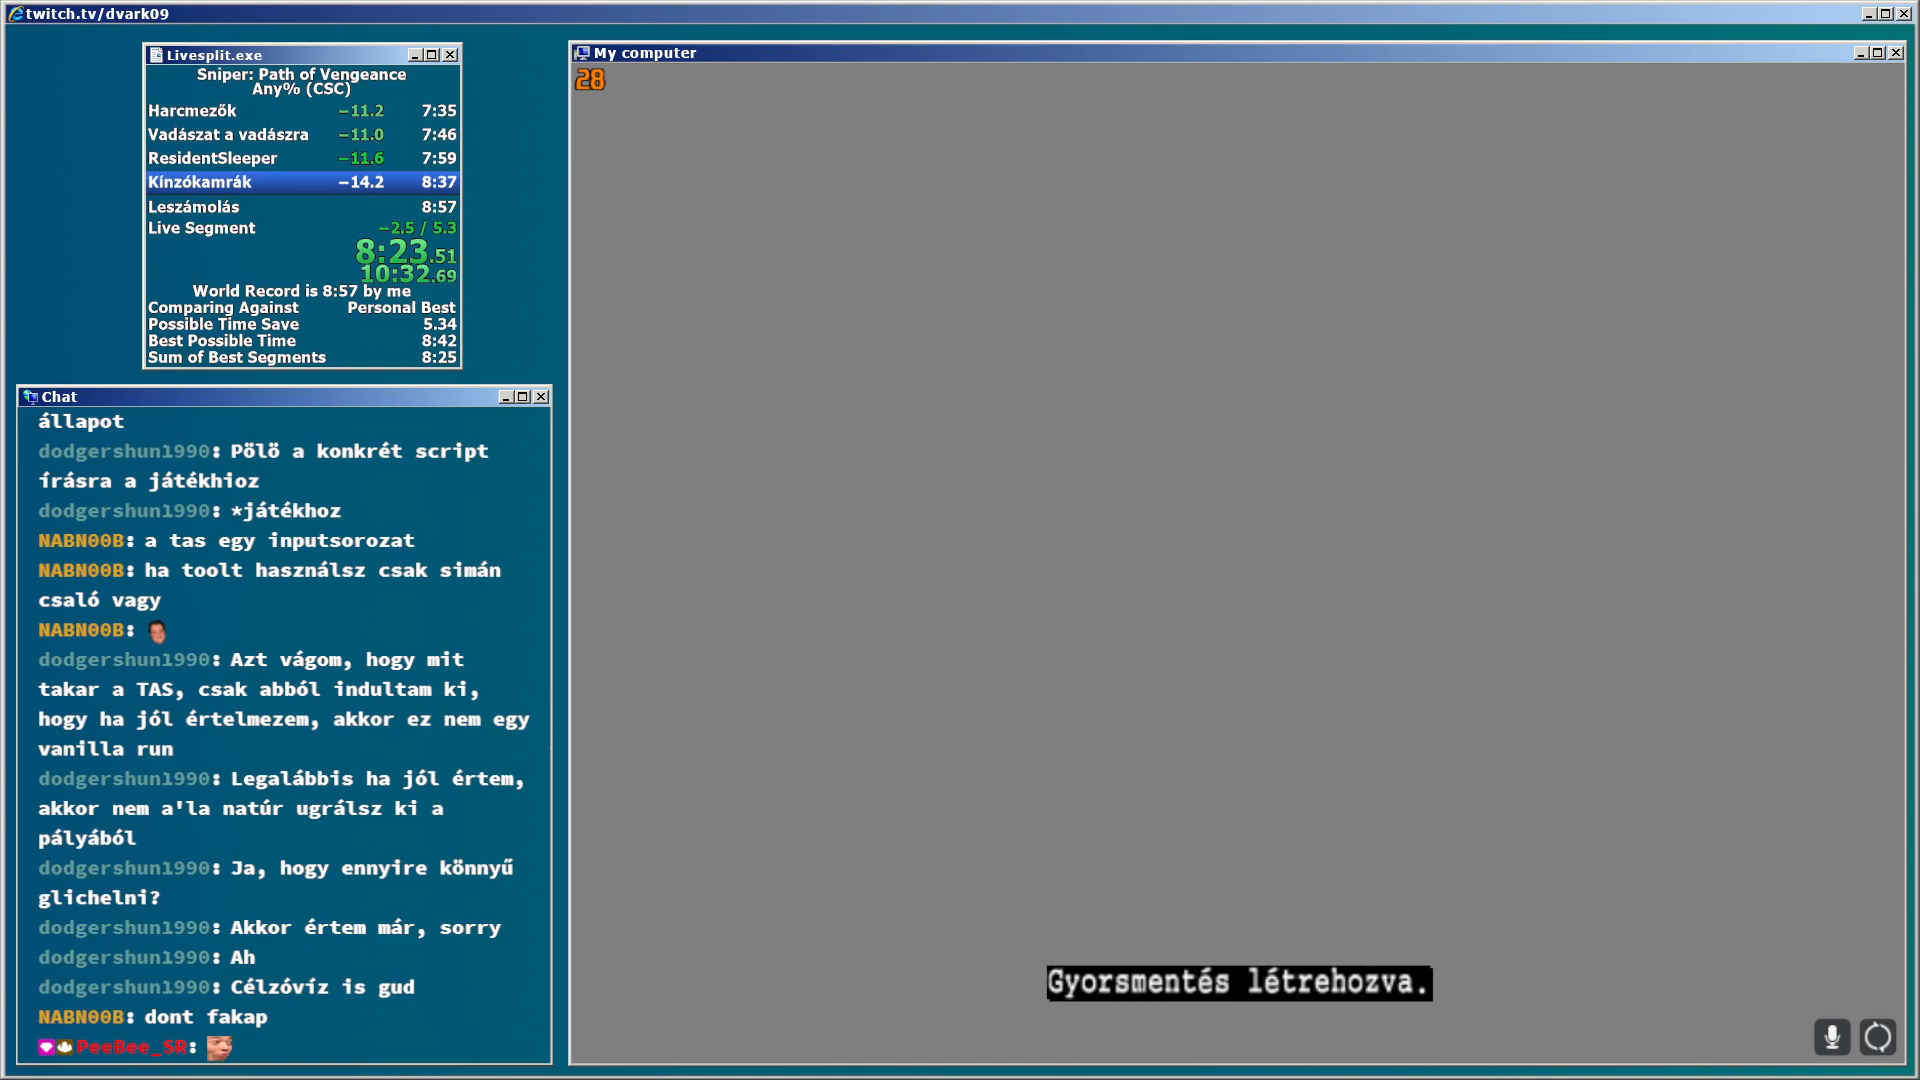 twitch.tv/dvark09
Livesplit.exe
Sniper: Path of Vengeance
Any% (CSC)
Harcmezők −11.2 7:35
Vadászat a vadászra −11.0 7:46
ResidentSleeper −11.6 7:59
Kínzókamrák −14.2 8:37
Leszámolás 8:57
Live Segment −2.5 / 5.3
8:23.51
10:32.69
World Record is 8:57 by me
Comparing Against Personal Best
Possible Time Save 5.34
Best Possible Time 8:42
Sum of Best Segments 8:25
Chat
állapot
dodgershun1990: Pölö a konkrét script
írásra a játékhioz
dodgershun1990: *játékhoz
NABN00B: a tas egy inputsorozat
NABN00B: ha toolt használsz csak simán
csaló vagy
NABN00B:
dodgershun1990: Azt vágom, hogy mit
takar a TAS, csak abból indultam ki,
hogy ha jól értelmezem, akkor ez nem egy
vanilla run
dodgershun1990: Legalábbis ha jól értem,
akkor nem a'la natúr ugrálsz ki a
pályából
dodgershun1990: Ja, hogy ennyire könnyű
glichelni?
dodgershun1990: Akkor értem már, sorry
dodgershun1990: Ah
dodgershun1990: Célzóvíz is gud
NABN00B: dont fakap
PeeBee_SR:
My computer
28
Gyorsmentés létrehozva.